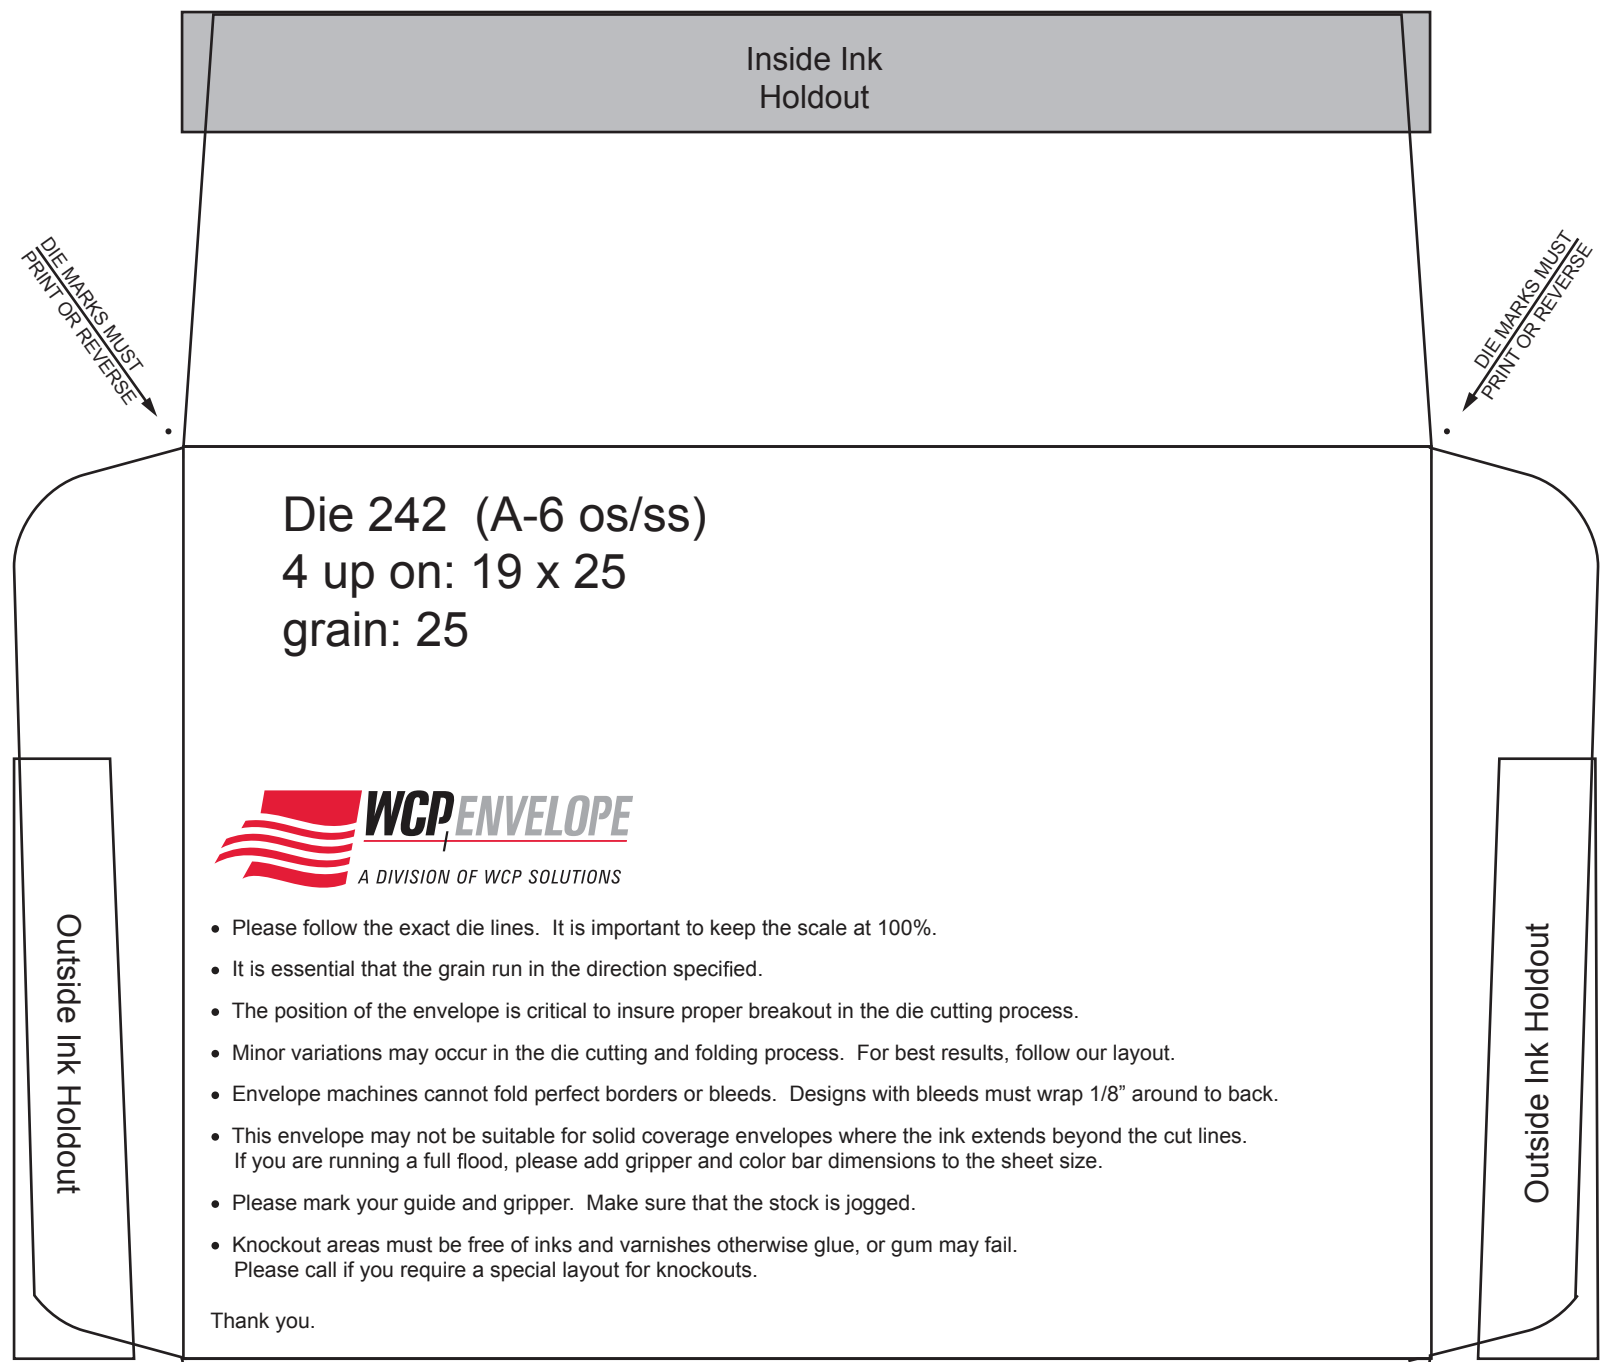 Inside Ink
Holdout
DIE MARKS MUST
PRINT OR REVERSE
DIE MARKS MUST
PRINT OR REVERSE
Die 242  (A-6 os/ss)
4 up on: 19 x 25
grain: 25
WCP ENVELOPE
A DIVISION OF WCP SOLUTIONS
• Please follow the exact die lines.  It is important to keep the scale at 100%.
• It is essential that the grain run in the direction specified.
• The position of the envelope is critical to insure proper breakout in the die cutting process.
• Minor variations may occur in the die cutting and folding process.  For best results, follow our layout.
• Envelope machines cannot fold perfect borders or bleeds.  Designs with bleeds must wrap 1/8” around to back.
• This envelope may not be suitable for solid coverage envelopes where the ink extends beyond the cut lines.
If you are running a full flood, please add gripper and color bar dimensions to the sheet size.
• Please mark your guide and gripper.  Make sure that the stock is jogged.
• Knockout areas must be free of inks and varnishes otherwise glue, or gum may fail.
Please call if you require a special layout for knockouts.
Thank you.
Outside Ink Holdout
Outside Ink Holdout